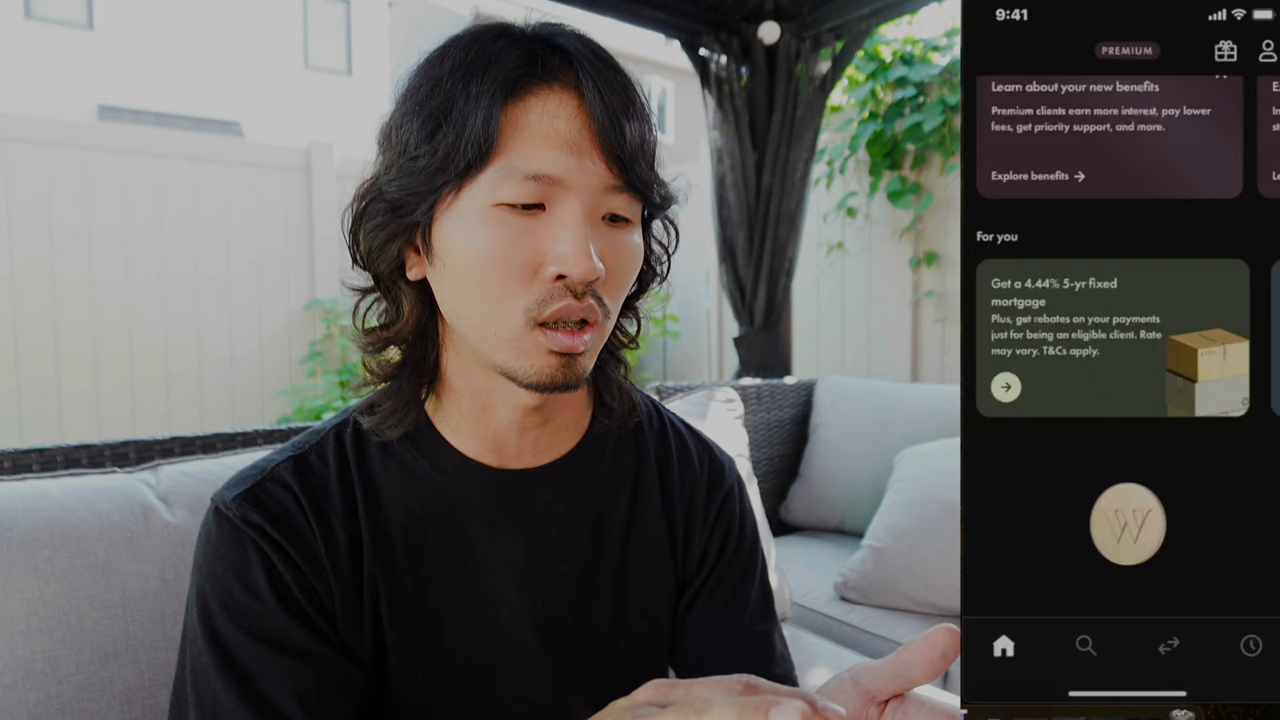 9:41
PREMIUM
Learn about your new benefits
Premium clients earn more interest, pay lower
fees, get priority support, and more.
Explore benefits
For you
Get a 4.44% 5-yr fixed
mortgage
Plus, get rebates on your payments
just for being an eligible client. Rate
may vary. T&Cs apply.
W